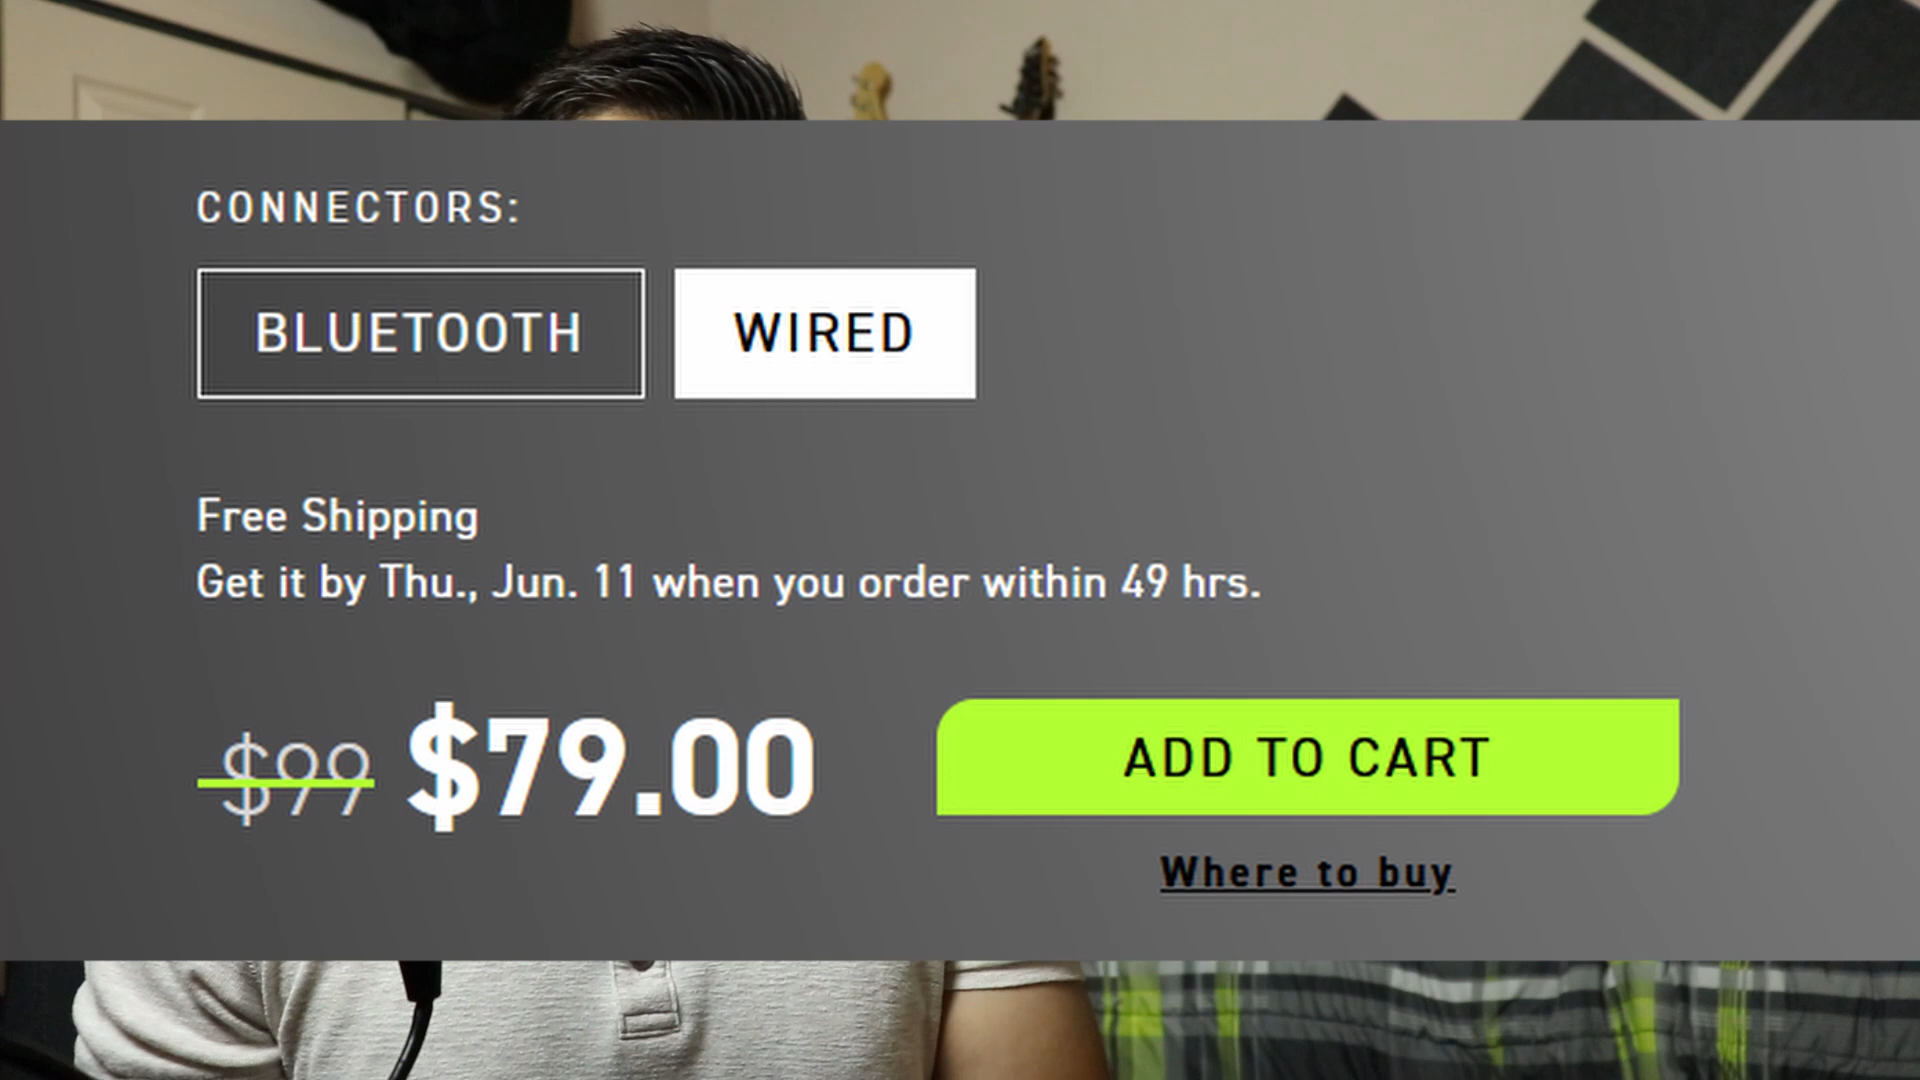 CONNECTORS:
BLUETOOTH WIRED
Free Shipping
Get it by Thu., Jun. 11 when you order within 49 hrs.
$99 $79.00 ADD TO CART
Where to buy